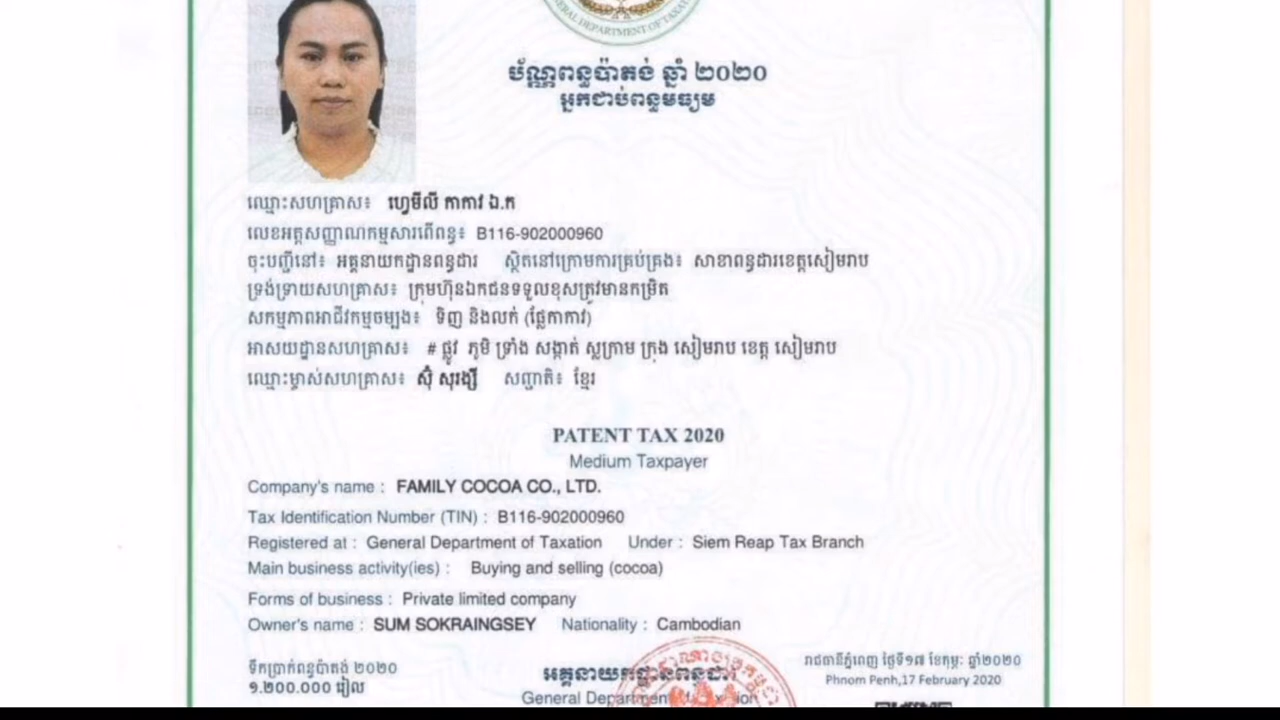 GENERAL DEPARTMENT OF TAXATION
ប័ណ្ណពន្ធប៉ាតង់ ឆ្នាំ ២០២០
អ្នកជាប់ពន្ធមធ្យម
ឈ្មោះសហគ្រាស៖ ហ្វេមីលី កាកាវ ឯ.ក
លេខអត្តសញ្ញាណកម្មសារពើពន្ធ៖ B116-902000960
ចុះបញ្ជីនៅ៖ អគ្គនាយកដ្ឋានពន្ធដារ ស្ថិតនៅក្រោមការគ្រប់គ្រង៖ សាខាពន្ធដារខេត្តសៀមរាប
ទ្រង់ទ្រាយសហគ្រាស៖ ក្រុមហ៊ុនឯកជនទទួលខុសត្រូវមានកម្រិត
សកម្មភាពអាជីវកម្មចម្បង៖ ទិញ និងលក់ (ផ្លែកាកាវ)
អាសយដ្ឋានសហគ្រាស៖ # ផ្លូវ ភូមិ ទ្រាំង សង្កាត់ ស្លក្រាម ក្រុង សៀមរាប ខេត្ត សៀមរាប
ឈ្មោះម្ចាស់សហគ្រាស៖ ស៊ុំ សុរង្ស៊ី សញ្ជាតិ៖ ខ្មែរ
PATENT TAX 2020
Medium Taxpayer
Company's name : FAMILY COCOA CO., LTD.
Tax Identification Number (TIN) : B116-902000960
Registered at : General Department of Taxation Under : Siem Reap Tax Branch
Main business activity(ies) : Buying and selling (cocoa)
Forms of business : Private limited company
Owner's name : SUM SOKRAINGSEY Nationality : Cambodian
ទឹកប្រាក់ពន្ធប៉ាតង់ ២០២០
១.២០០.០០០ រៀល
អគ្គនាយកដ្ឋានពន្ធដារ
General Department of Taxation
រាជធានីភ្នំពេញ ថ្ងៃទី១៧ ខែកុម្ភៈ ឆ្នាំ២០២០
Phnom Penh,17 February 2020